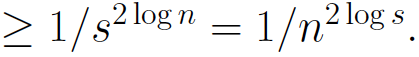 ≥ 1/s^{2 log n} = 1/n^{2 log s}.